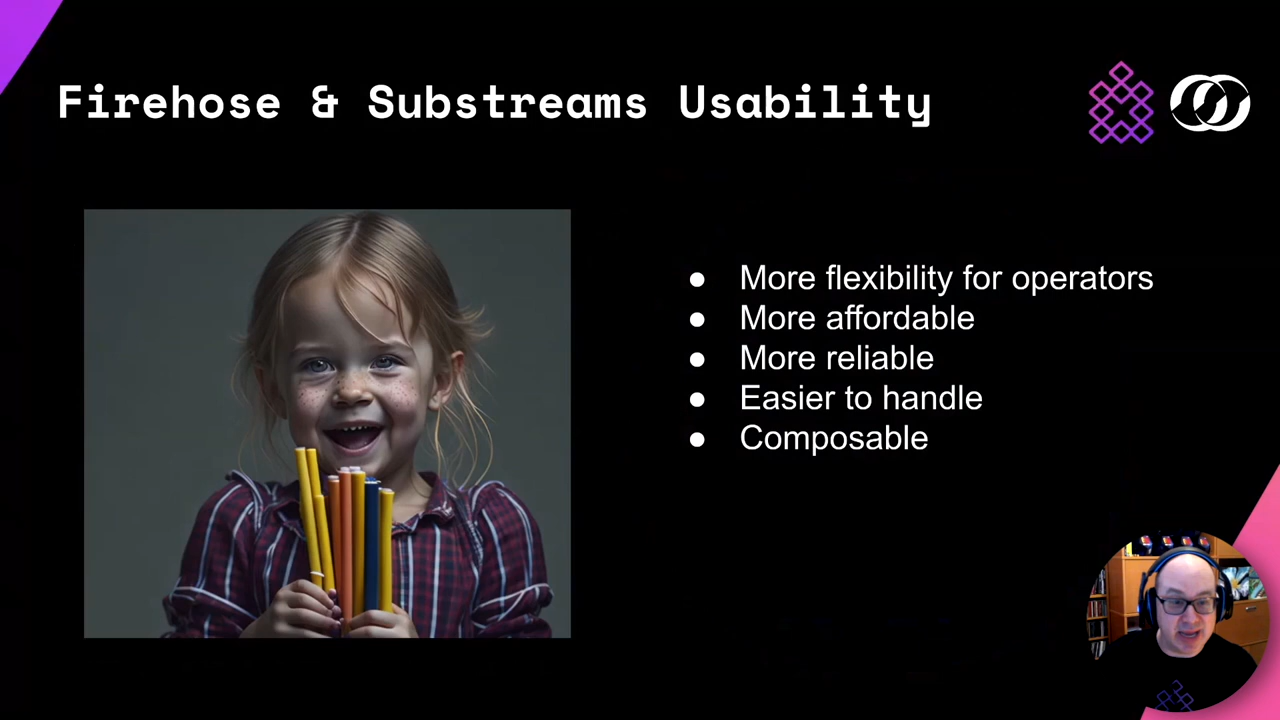 Firehose & Substreams Usability
● More flexibility for operators
● More affordable
● More reliable
● Easier to handle
● Composable